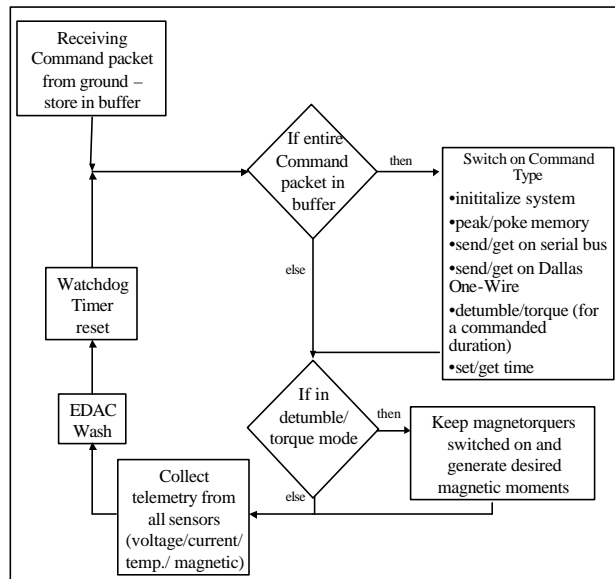 Receiving
Command packet
from ground –
store in buffer
If entire
Command
packet in
buffer
then
Switch on Command
Type
•inititalize system
•peak/poke memory
•send/get on serial bus
•send/get on Dallas
One-Wire
•detumble/torque (for
a commanded
duration)
•set/get time
else
Watchdog
Timer
reset
If in
detumble/
torque mode
then
Keep magnetorquers
switched on and
generate desired
magnetic moments
EDAC
Wash
else
Collect
telemetry from
all sensors
(voltage/current/
temp./ magnetic)